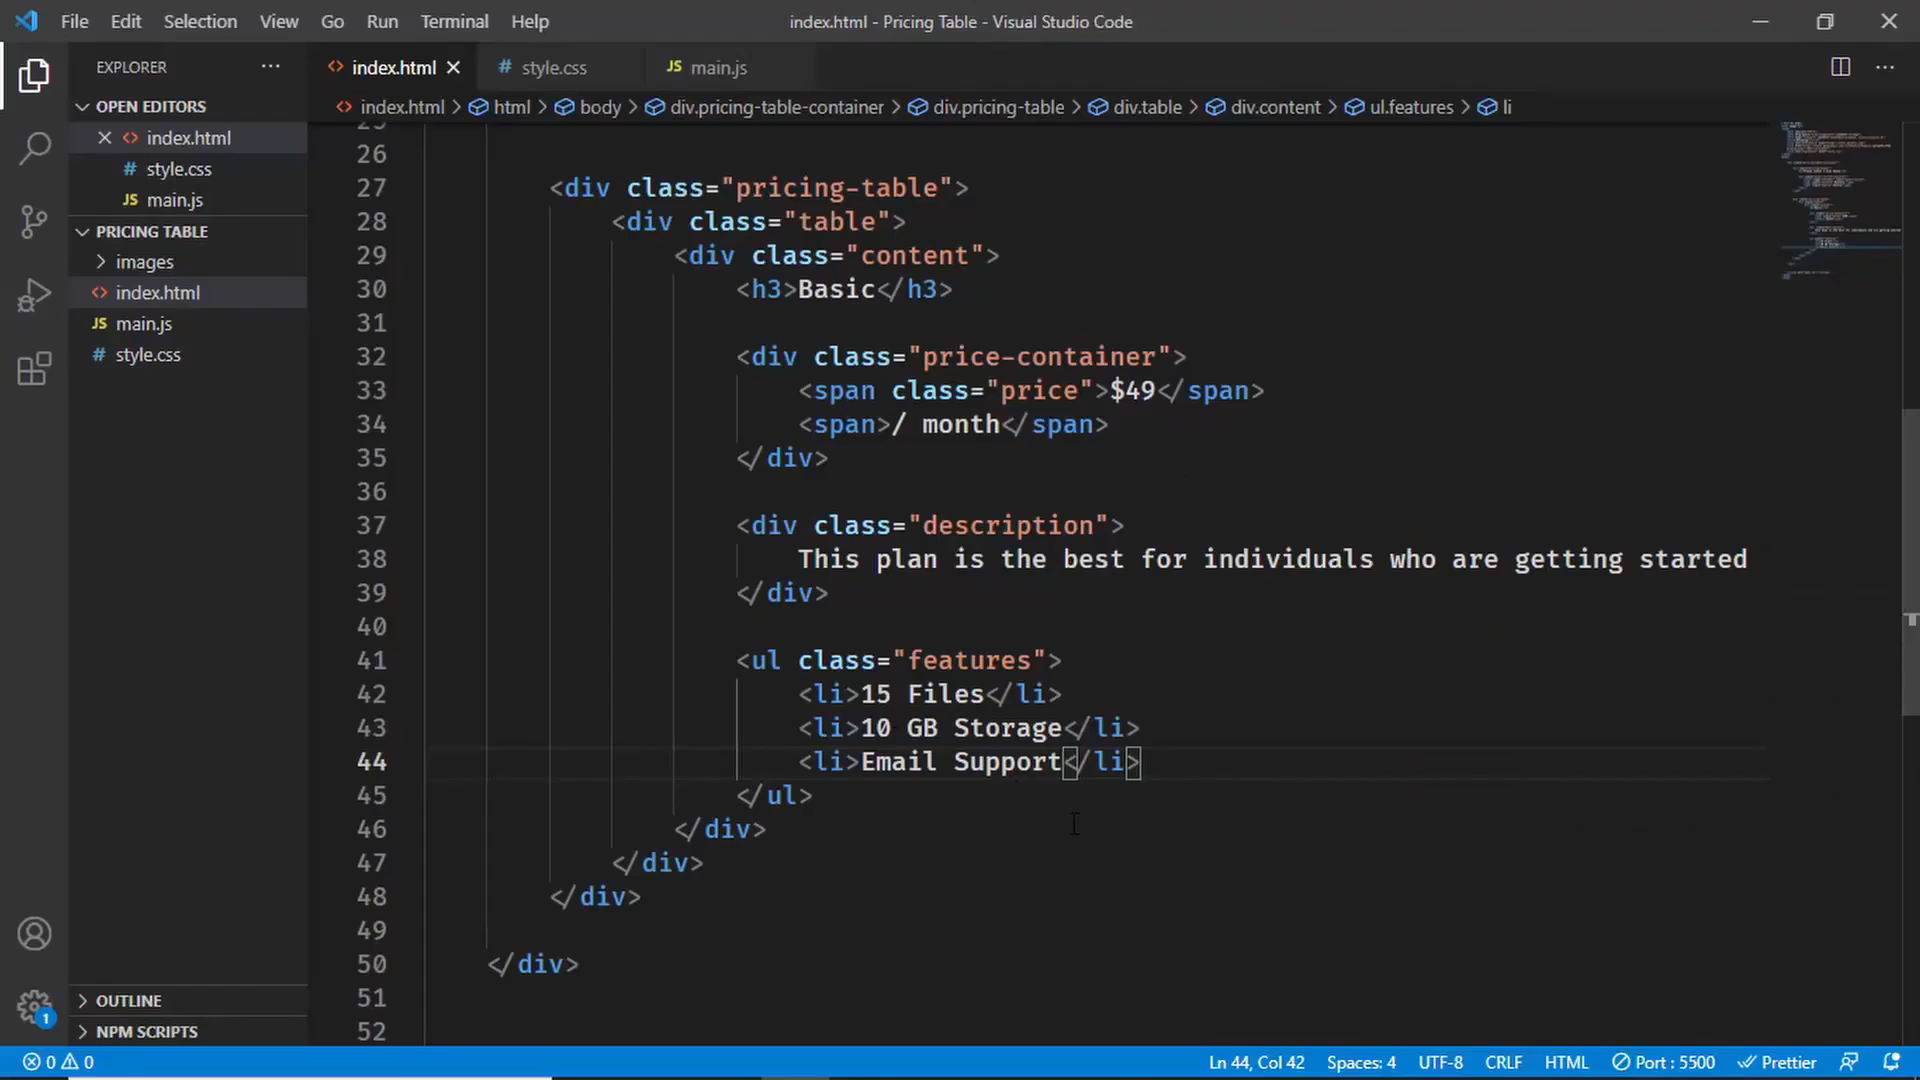 File Edit Selection View Go Run Terminal Help
index.html - Pricing Table - Visual Studio Code
EXPLORER
OPEN EDITORS
index.html
style.css
main.js
PRICING TABLE
images
index.html
main.js
style.css
OUTLINE
NPM SCRIPTS
index.html style.css main.js
index.html > html > body > div.pricing-table-container > div.pricing-table > div.table > div.content > ul.features > li
25
26
27 <div class="pricing-table">
28 <div class="table">
29 <div class="content">
30 <h3>Basic</h3>
31
32 <div class="price-container">
33 <span class="price">$49</span>
34 <span>/ month</span>
35 </div>
36
37 <div class="description">
38 This plan is the best for individuals who are getting started
39 </div>
40
41 <ul class="features">
42 <li>15 Files</li>
43 <li>10 GB Storage</li>
44 <li>Email Support</li>
45 </ul>
46 </div>
47 </div>
48 </div>
49
50 </div>
51
52
1
0 0 Ln 44, Col 42 Spaces: 4 UTF-8 CRLF HTML Port : 5500 Prettier